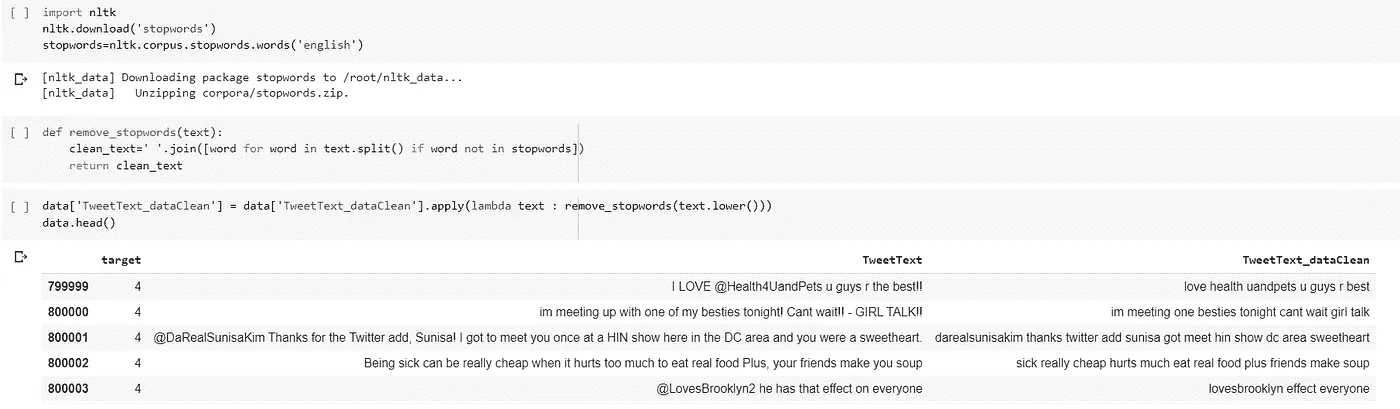 [ ] import nltk
nltk.download('stopwords')
stopwords=nltk.corpus.stopwords.words('english')
[nltk_data] Downloading package stopwords to /root/nltk_data...
[nltk_data]   Unzipping corpora/stopwords.zip.
[ ] def remove_stopwords(text):
    clean_text=' '.join([word for word in text.split() if word not in stopwords])
    return clean_text
[ ] data['TweetText_dataClean'] = data['TweetText_dataClean'].apply(lambda text : remove_stopwords(text.lower()))
data.head()
target TweetText TweetText_dataClean
799999 4 I LOVE @Health4UandPets u guys r the best!! love health uandpets u guys r best
800000 4 im meeting up with one of my besties tonight! Cant wait!! - GIRL TALK!! im meeting one besties tonight cant wait girl talk
800001 4 @DaRealSunisaKim Thanks for the Twitter add, Sunisa! I got to meet you once at a HIN show here in the DC area and you were a sweetheart. darealsunisakim thanks twitter add sunisa got meet hin show dc area sweetheart
800002 4 Being sick can be really cheap when it hurts too much to eat real food Plus, your friends make you soup sick really cheap hurts much eat real food plus friends make soup
800003 4 @LovesBrooklyn2 he has that effect on everyone lovesbrooklyn effect everyone